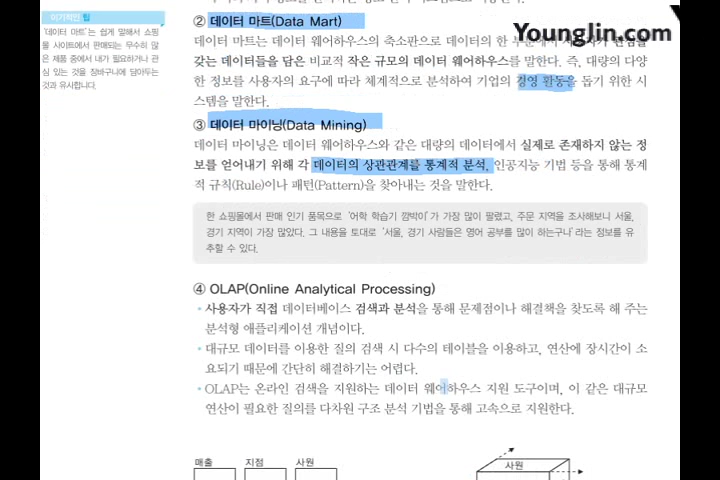 이기적인 팁
'데이터 마트'는 쉽게 말해서 쇼핑
몰 사이트에서 판매되는 무수히 많
은 제품 중에서 내가 필요하거나 관
심 있는 것을 장바구니에 담아두는
것과 유사합니다.
② 데이터 마트(Data Mart)
Younglin.com
데이터 마트는 데이터 웨어하우스의 축소판으로 데이터의 한 부분에서
갖는 데이터들을 담은 비교적 작은 규모의 데이터 웨어하우스를 말한다. 즉, 대량의 다양
한 정보를 사용자의 요구에 따라 체계적으로 분석하여 기업의 경영 활동을 돕기 위한 시
스템을 말한다.
③ 데이터 마이닝(Data Mining)
데이터 마이닝은 데이터 웨어하우스와 같은 대량의 데이터에서 실제로 존재하지 않는 정
보를 얻어내기 위해 각 데이터의 상관관계를 통계적 분석, 인공지능 기법 등을 통해 통계
적 규칙(Rule)이나 패턴(Pattern)을 찾아내는 것을 말한다.
한 쇼핑몰에서 판매 인기 품목으로 '어학 학습기 깜박이'가 가장 많이 팔렸고, 주문 지역을 조사해보니 서울,
경기 지역이 가장 많았다. 그 내용을 토대로 '서울, 경기 사람들은 영어 공부를 많이 하는구나'라는 정보를 유
추할 수 있다.
④ OLAP(Online Analytical Processing)
• 사용자가 직접 데이터베이스 검색과 분석을 통해 문제점이나 해결책을 찾도록 해 주는
분석형 애플리케이션 개념이다.
• 대규모 데이터를 이용한 질의 검색 시 다수의 테이블을 이용하고, 연산에 장시간이 소
요되기 때문에 간단히 해결하기는 어렵다.
• OLAP는 온라인 검색을 지원하는 데이터 웨어하우스 지원 도구이며, 이 같은 대규모
연산이 필요한 질의를 다차원 구조 분석 기법을 통해 고속으로 지원한다.
매출 지점 사원
사원